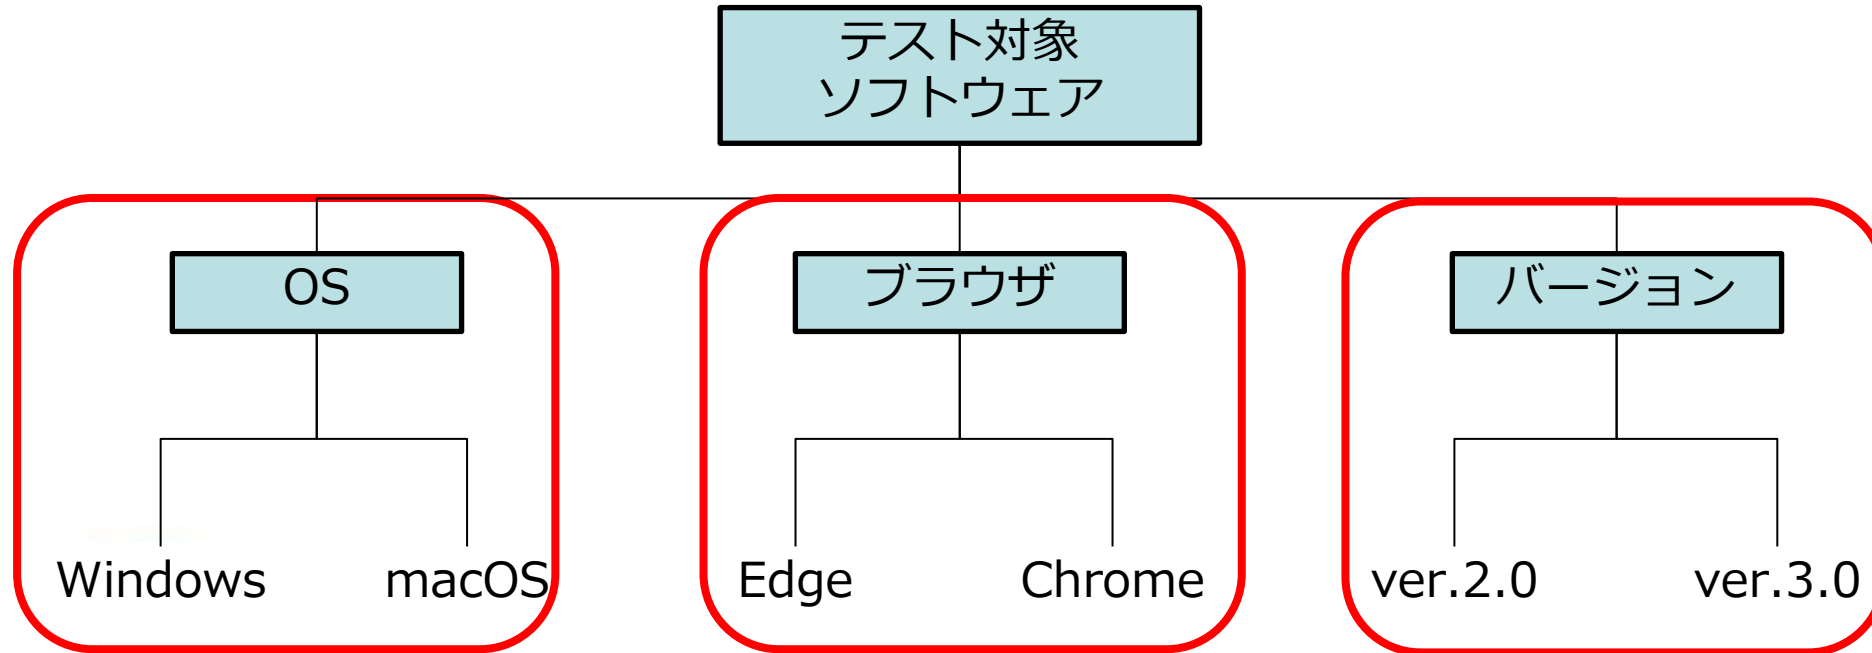 テスト対象
ソフトウェア
OS
ブラウザ
バージョン
Windows
macOS
Edge
Chrome
ver.2.0
ver.3.0